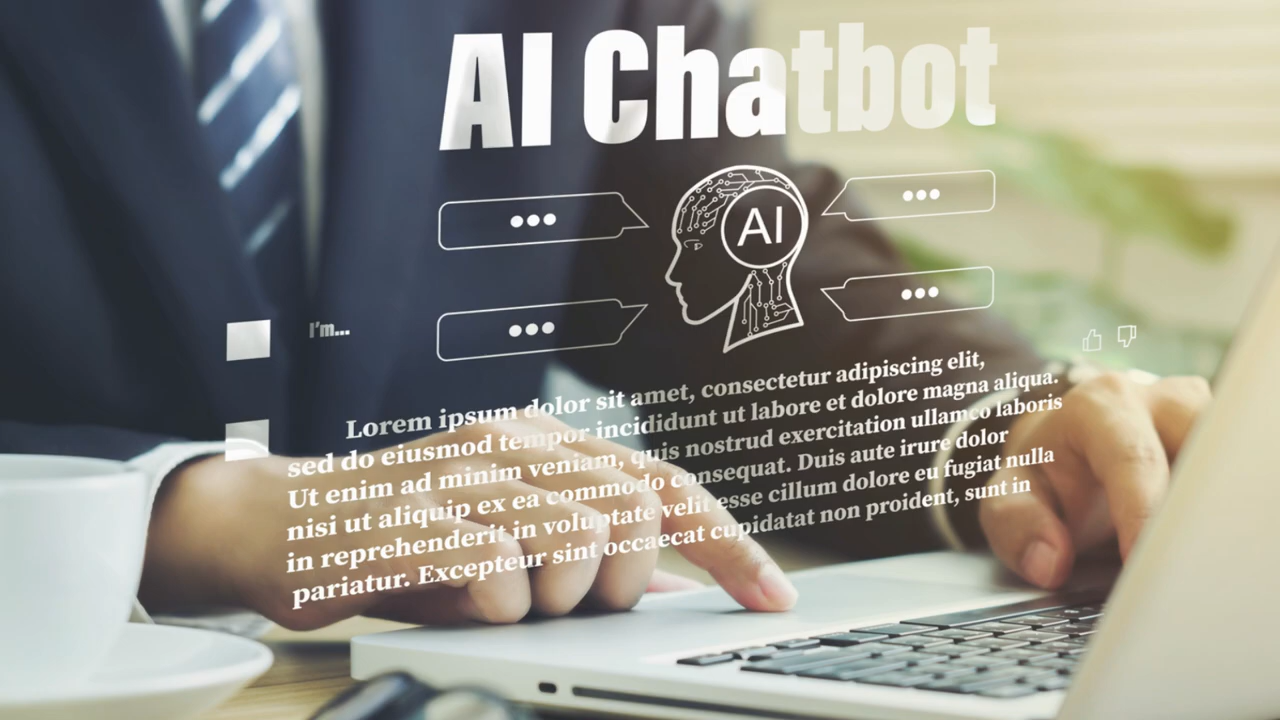 AI Chatbot
AI
I'm...
Lorem ipsum dolor sit amet, consectetur adipiscing elit,
sed do eiusmod tempor incididunt ut labore et dolore magna aliqua.
Ut enim ad minim veniam, quis nostrud exercitation ullamco laboris
nisi ut aliquip ex ea commodo consequat. Duis aute irure dolor
in reprehenderit in voluptate velit esse cillum dolore eu fugiat nulla
pariatur. Excepteur sint occaecat cupidatat non proident, sunt in